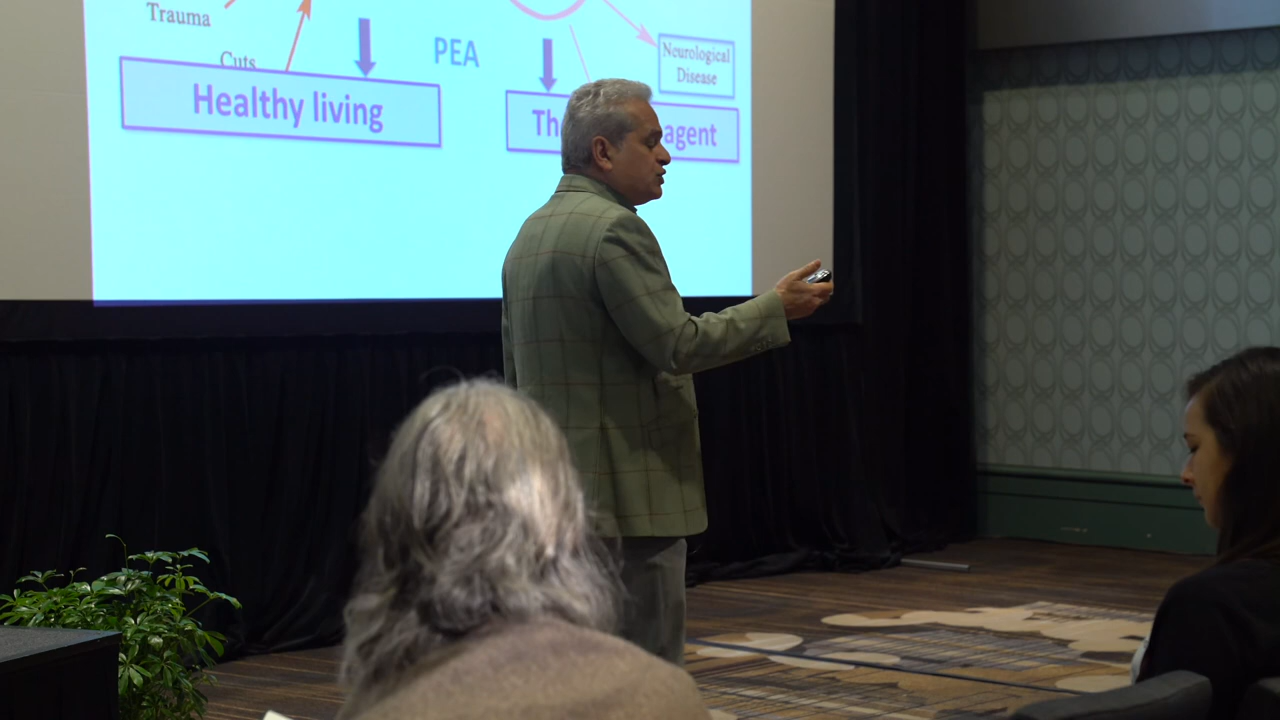 Trauma
Cuts
PEA
Neurological
Disease
Healthy living
agent